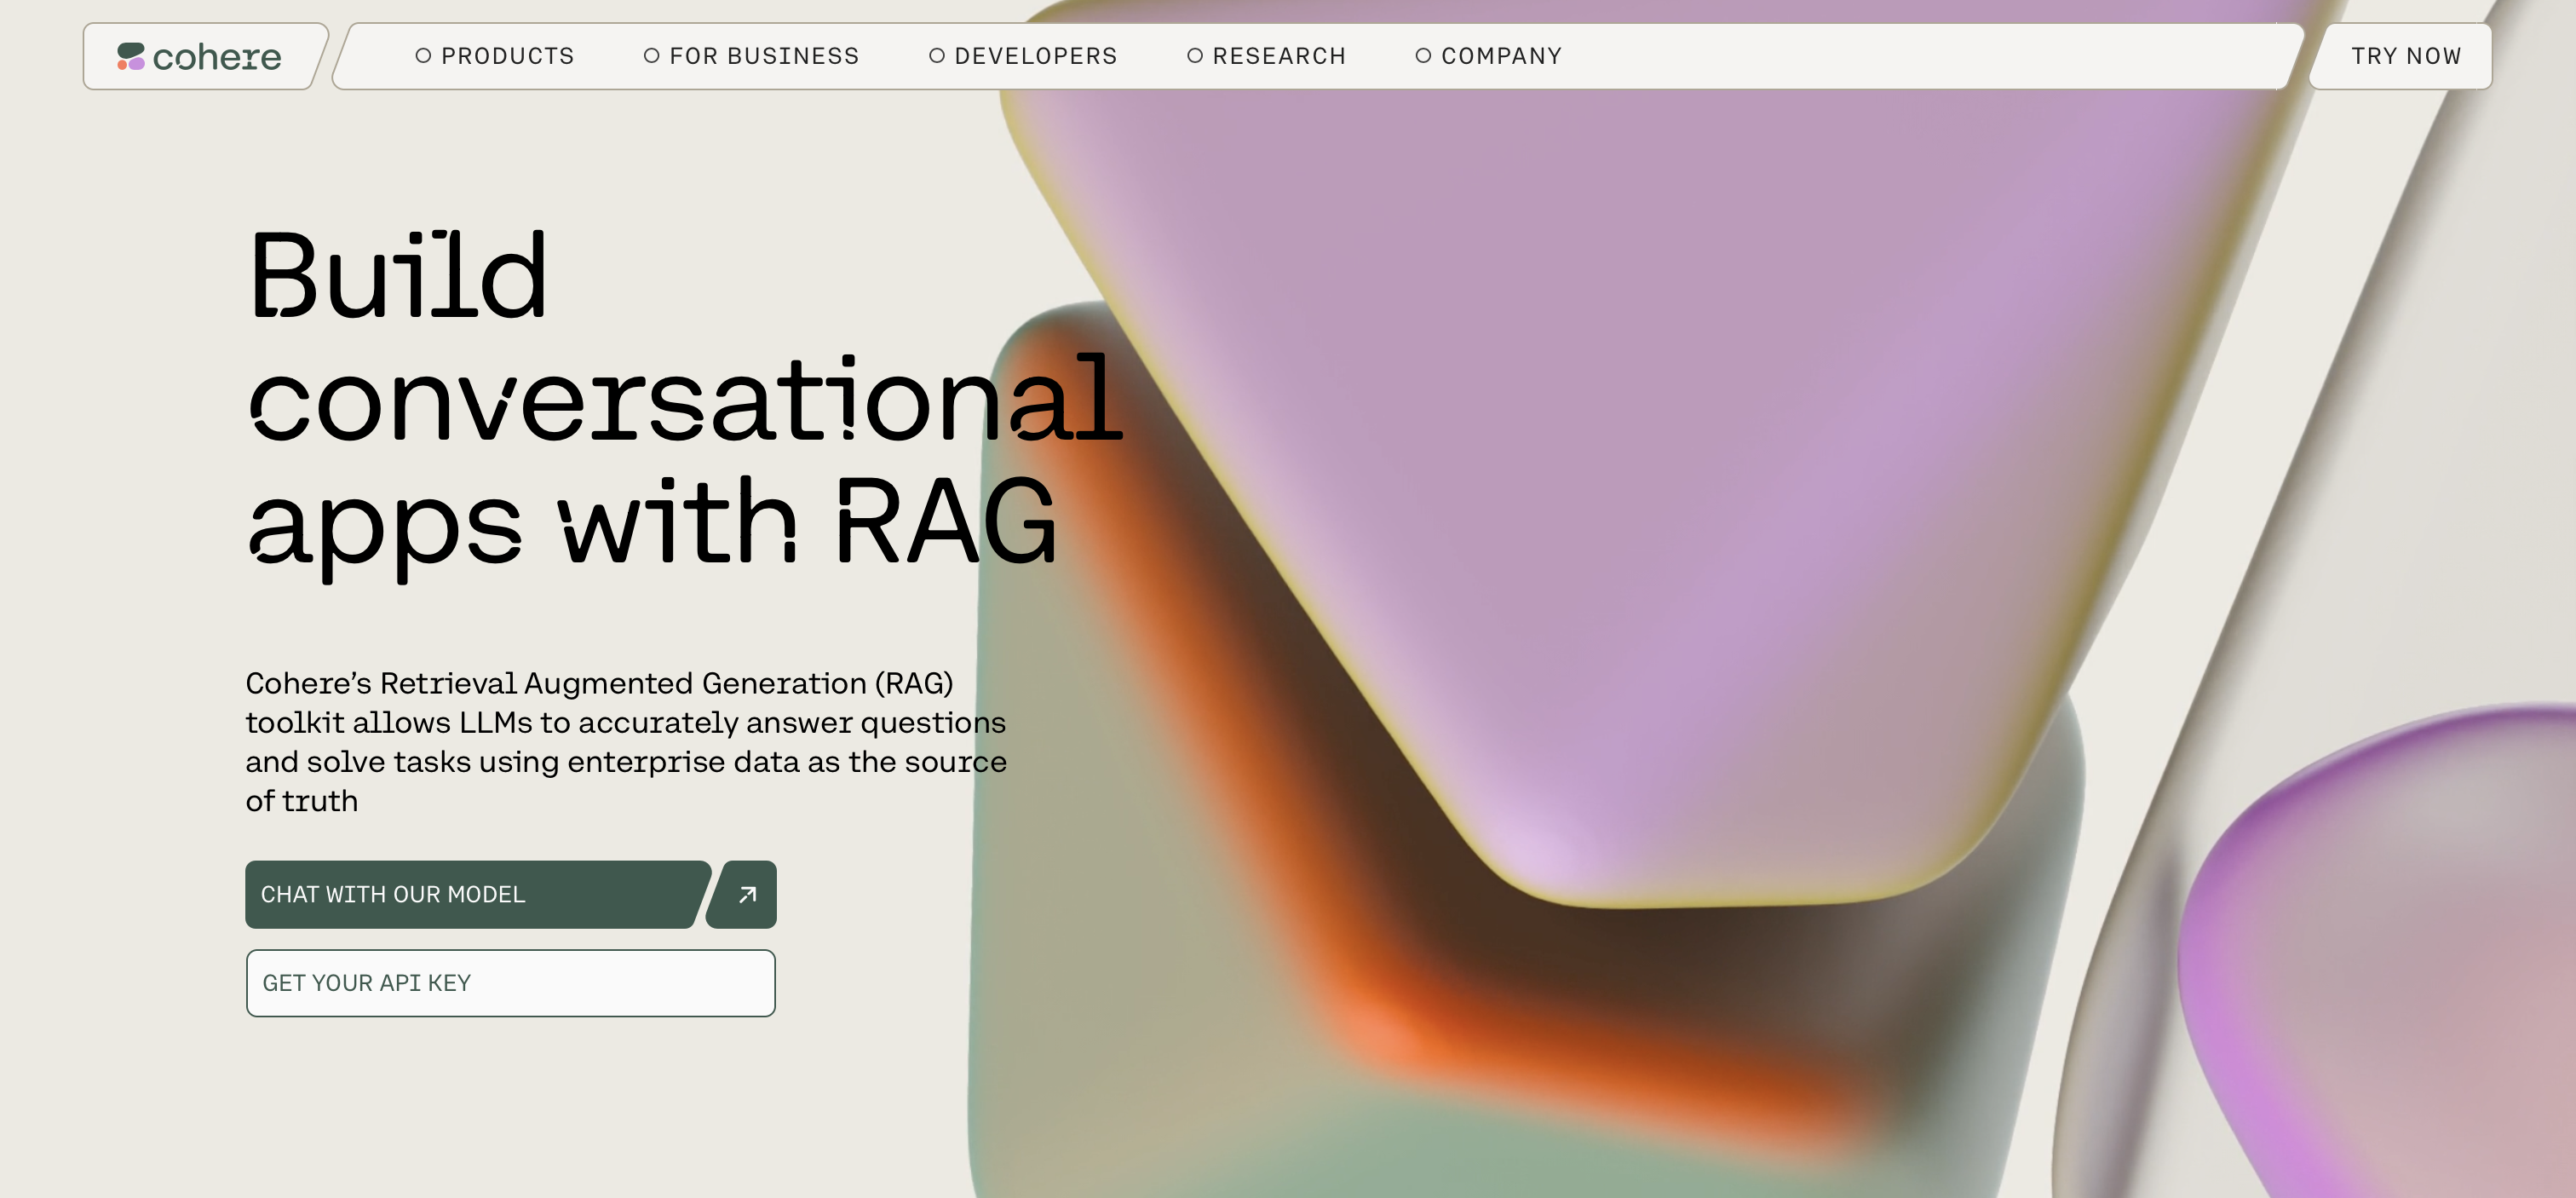 cohere
PRODUCTS
FOR BUSINESS
DEVELOPERS
RESEARCH
COMPANY
TRY NOW
Build
conversational
apps with RAG
Cohere’s Retrieval Augmented Generation (RAG)
toolkit allows LLMs to accurately answer questions
and solve tasks using enterprise data as the source
of truth
CHAT WITH OUR MODEL
GET YOUR API KEY